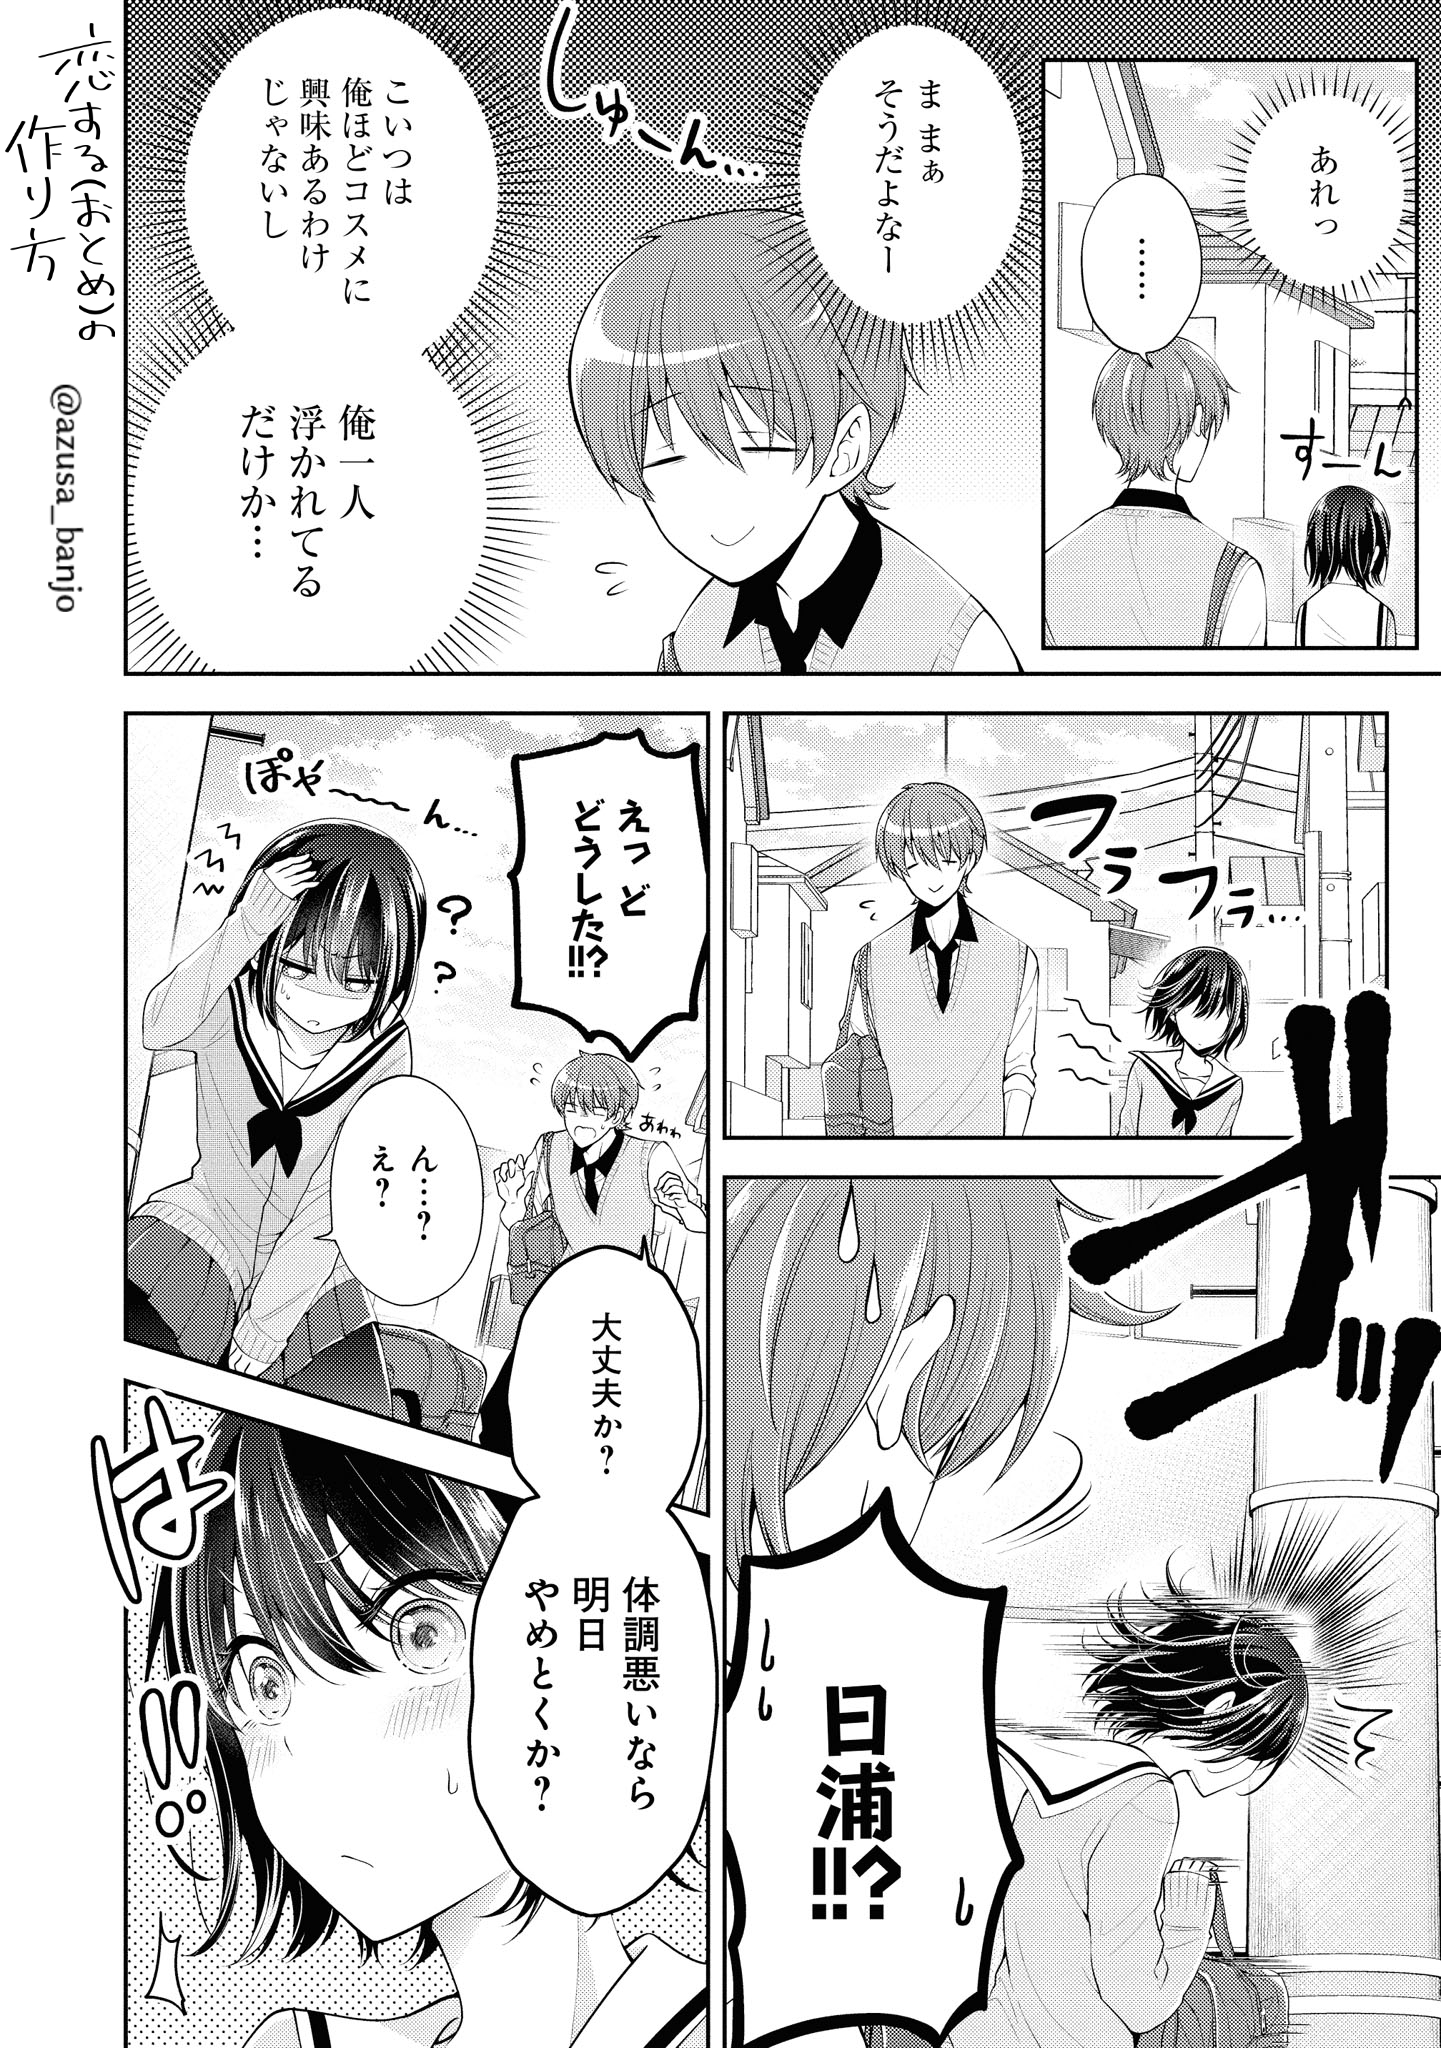 あれっ
……
すーん
ま まぁ
そうだよなー
しゅーん…
こいつは
俺ほどコスメに
興味あるわけ
じゃないし
俺一人
浮かれてる
だけか…
恋する(おとめ)の
作り方
@azusa_banjo
フラ
フラ…
ゴッ!!
日浦!!?
えっ ど
どうした!!?
ぽや〜〜ん…
??
あわわ
ん…?
え?
大丈夫か?
体調悪いなら
明日
やめとくか?
は!!